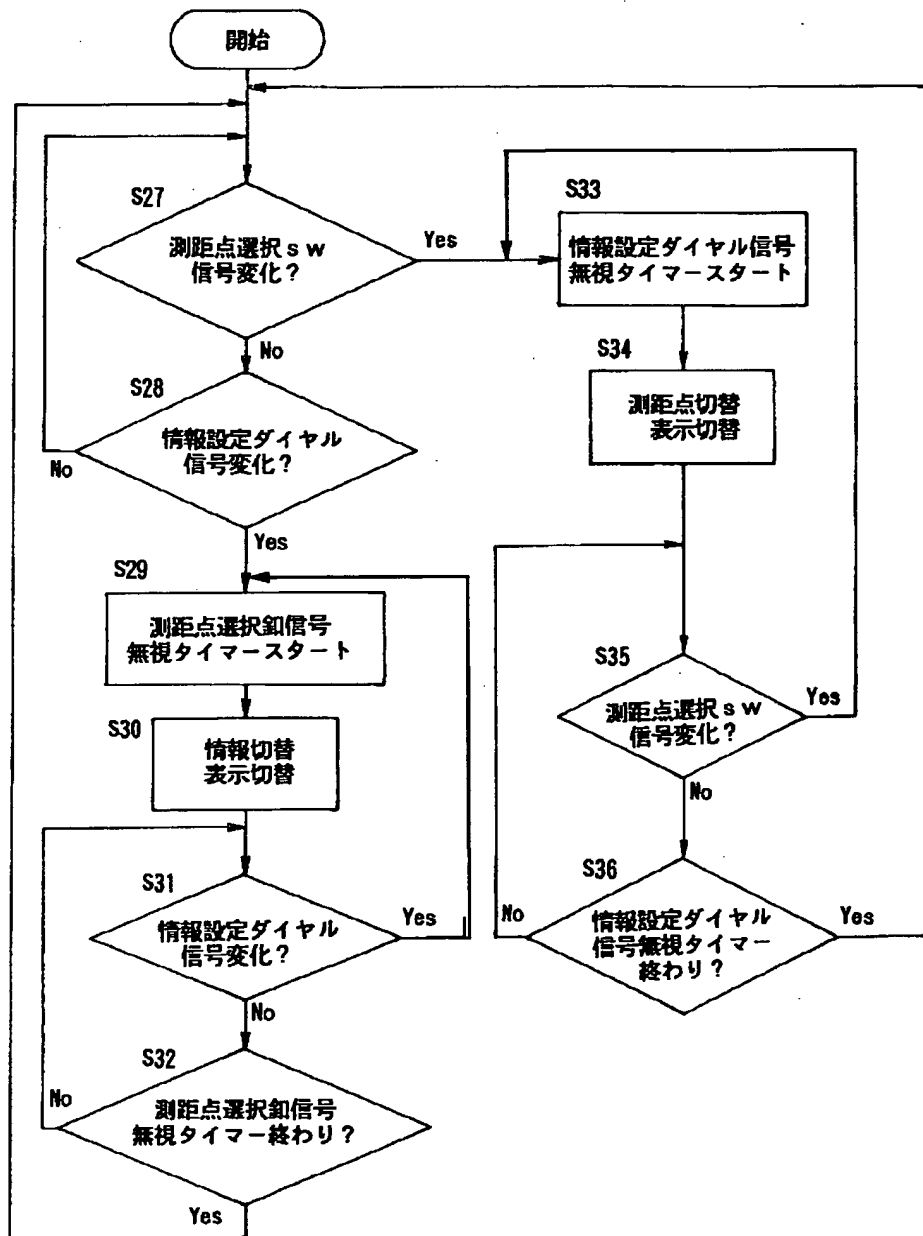 開始
S27
測距点選択ｓｗ
信号変化？
Yes
No
S28
情報設定ダイヤル
信号変化？
No
Yes
S29
測距点選択釦信号
無視タイマースタート
S30
情報切替
表示切替
S31
情報設定ダイヤル
信号変化？
Yes
No
S32
測距点選択釦信号
無視タイマー終わり？
No
Yes
S33
情報設定ダイヤル信号
無視タイマースタート
S34
測距点切替
表示切替
S35
測距点選択ｓｗ
信号変化？
Yes
No
S36
情報設定ダイヤル
信号無視タイマー
終わり？
No
Yes